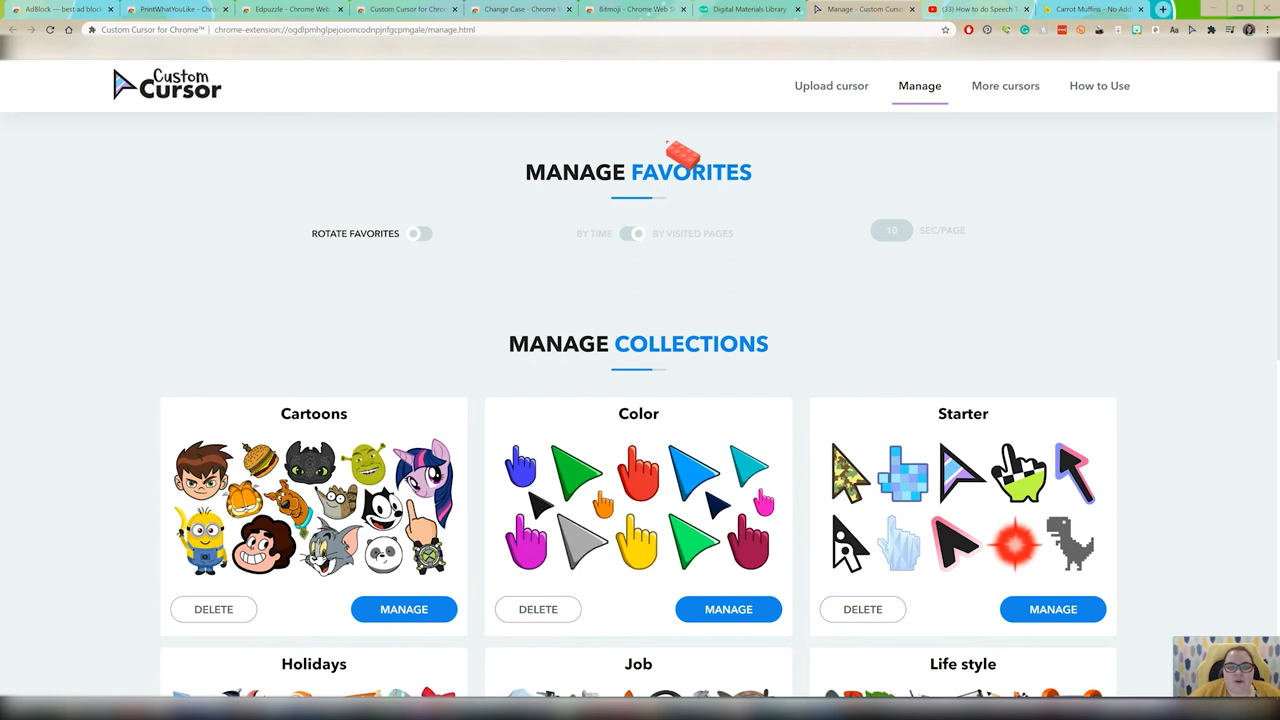 AdBlock — best ad block
PrintWhatYouLike - Chro
Edpuzzle - Chrome Web
Custom Cursor for Chroc
Change Case - Chrome
Bitmoji - Chrome Web S
Digital Materials Library
Manage - Custom Cursor
(33) How to do Speech T
Carrot Muffins - No Add
Custom Cursor for Chrome™
chrome-extension://ogdlpmhglpejoiomcodnpjnfgcpmgale/manage.html
Custom Cursor
Upload cursor
Manage
More cursors
How to Use
MANAGE FAVORITES
ROTATE FAVORITES
BY TIME
BY VISITED PAGES
10
SEC/PAGE
MANAGE COLLECTIONS
Cartoons
Color
Starter
DELETE
MANAGE
DELETE
MANAGE
DELETE
MANAGE
Holidays
Job
Life style